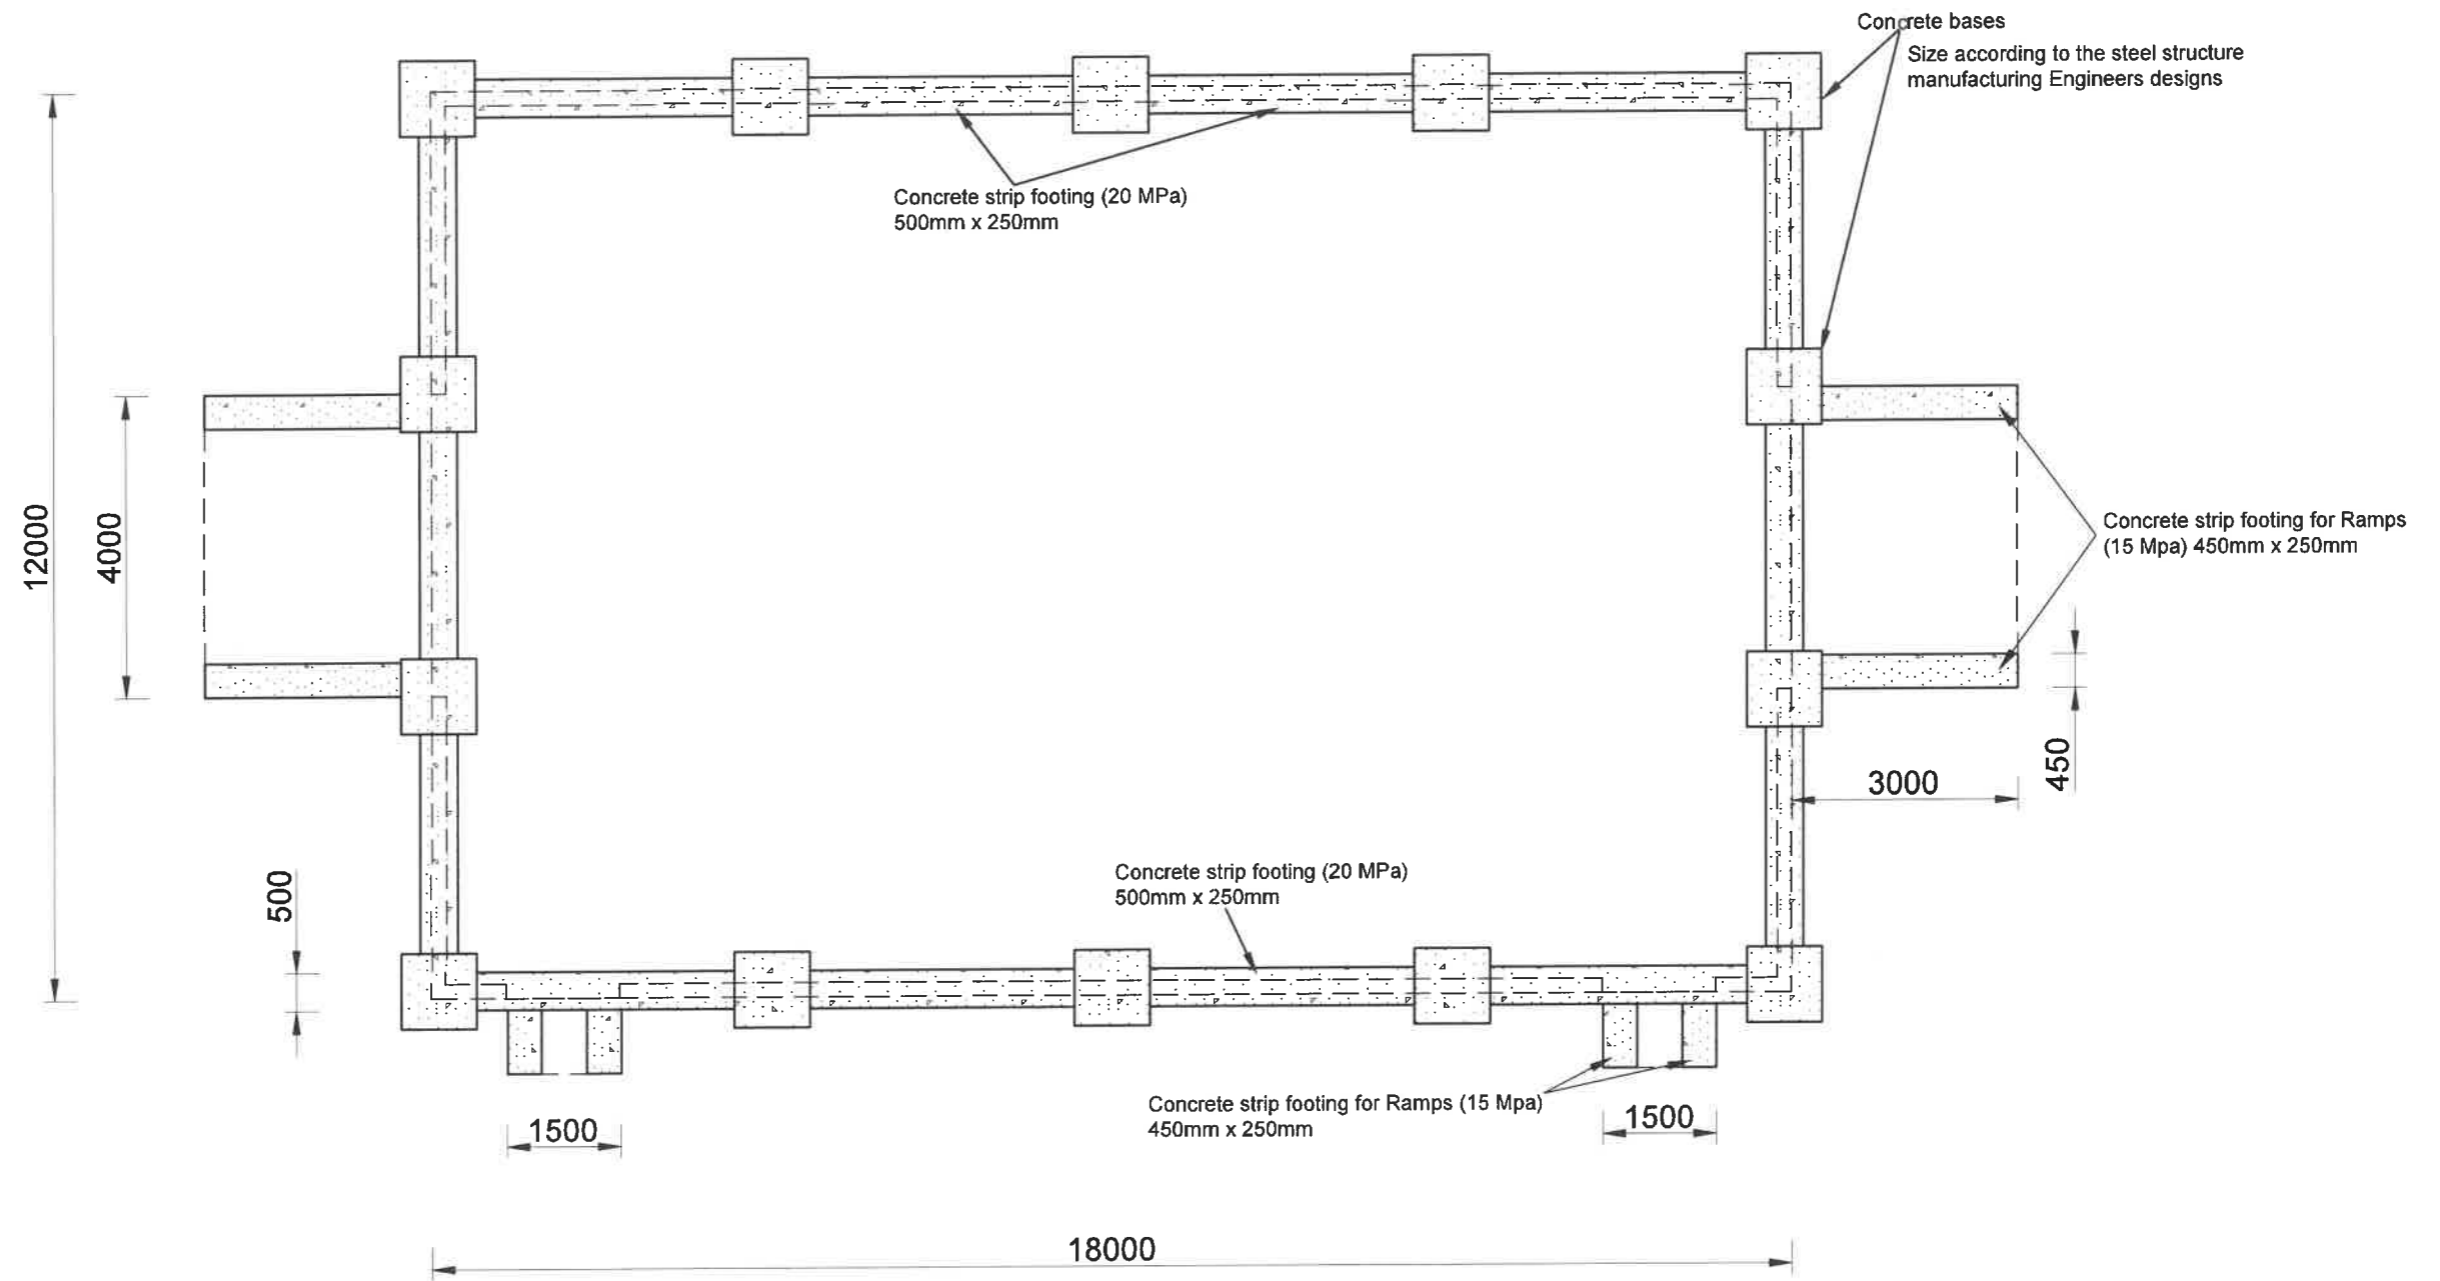 Concrete bases
Size according to the steel structure
manufacturing Engineers designs
Concrete strip footing (20 MPa)
500mm x 250mm
12000
4000
Concrete strip footing for Ramps
(15 Mpa) 450mm x 250mm
450
3000
500
Concrete strip footing (20 MPa)
500mm x 250mm
Concrete strip footing for Ramps (15 Mpa)
450mm x 250mm
1500
1500
18000